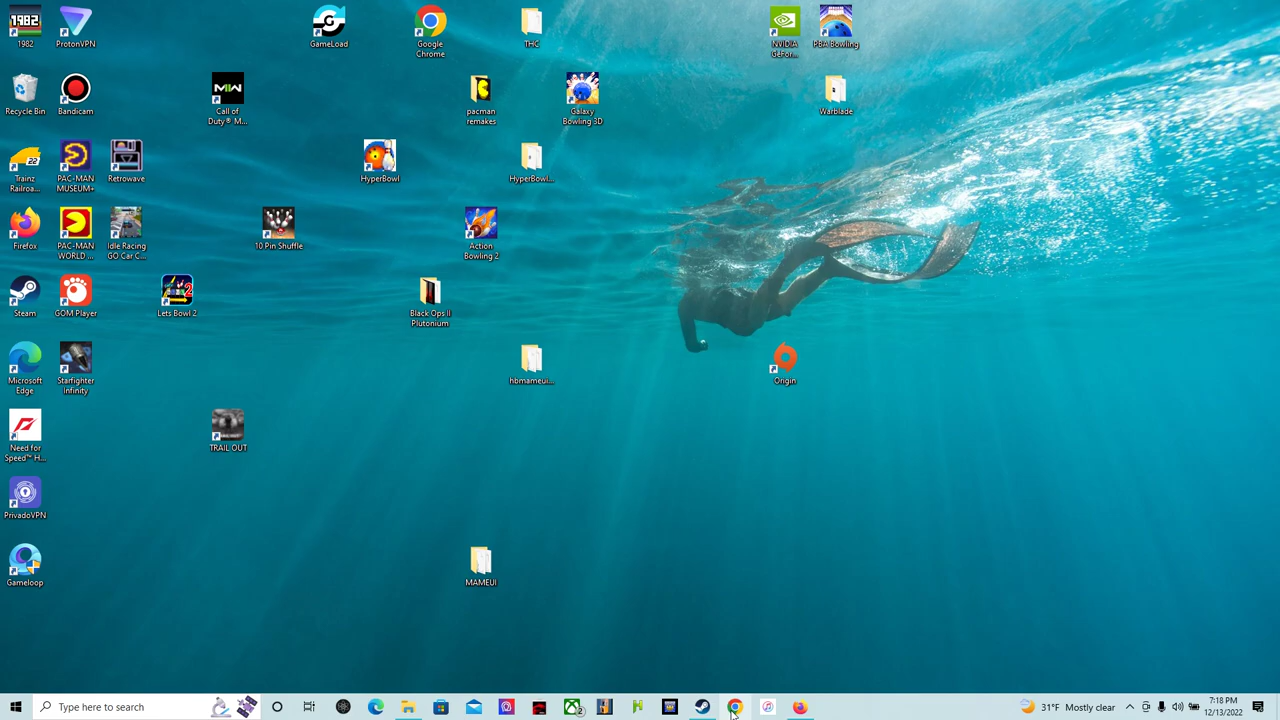 1982
ProtonVPN
GameLoad
Google
Chrome
THC
NVIDIA
GeFor...
PBA Bowling
Recycle Bin
Bandicam
MW
Call of
Duty® M...
pacman
remakes
Galaxy
Bowling 3D
Warblade
22
Trainz
Railroa...
PAC-MAN
MUSEUM+
Retrowave
HyperBowl
HyperBowl...
Firefox
PAC-MAN
WORLD ...
Idle Racing
GO Car C...
10 Pin Shuffle
Action
Bowling 2
Steam
GOM Player
2
Lets Bowl 2
Black Ops II
Plutonium
Microsoft
Edge
Starfighter
Infinity
hbmameui...
Origin
Need for
Speed™ H...
TRAIL OUT
PrivadoVPN
Gameloop
MAMEUI
Type here to search
31°F Mostly clear
7:18 PM
12/13/2022